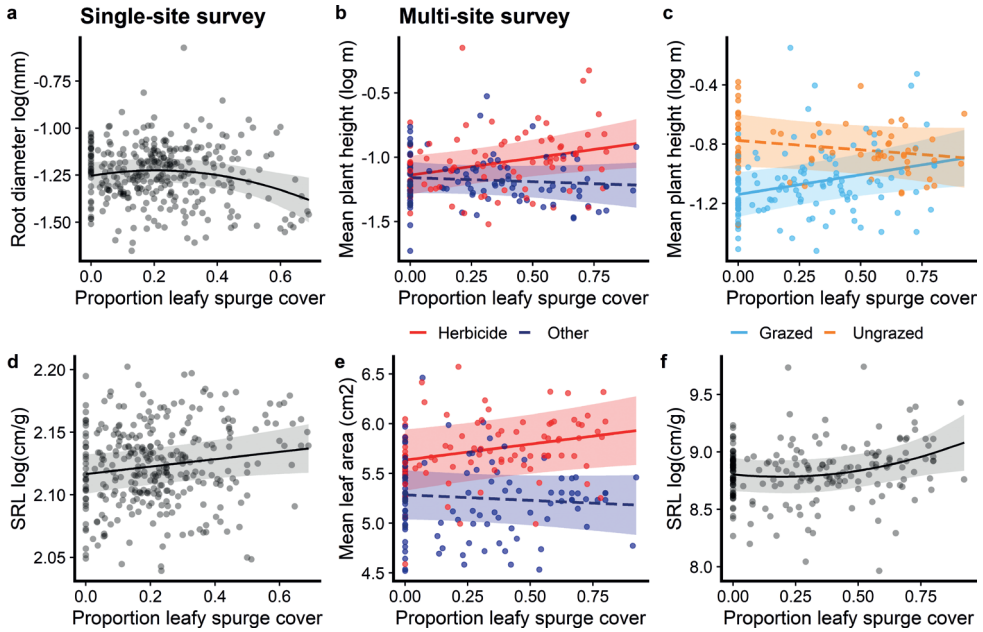 a Single-site survey
b Multi-site survey
c
Root diameter log(mm)
-0.75
-1.00
-1.25
-1.50
0.0 0.2 0.4 0.6
Proportion leafy spurge cover
Mean plant height (log m)
-0.5
-1.0
-1.5
0.00 0.25 0.50 0.75
Proportion leafy spurge cover
Herbicide Other
Mean plant height (log m)
-0.4
-0.8
-1.2
0.00 0.25 0.50 0.75
Proportion leafy spurge cover
Grazed Ungrazed
d
SRL log(cm/g)
2.20
2.15
2.10
2.05
0.0 0.2 0.4 0.6
Proportion leafy spurge cover
e
Mean leaf area (cm2)
6.5
6.0
5.5
5.0
4.5
0.00 0.25 0.50 0.75
Proportion leafy spurge cover
f
SRL log(cm/g)
9.5
9.0
8.5
8.0
0.00 0.25 0.50 0.75
Proportion leafy spurge cover